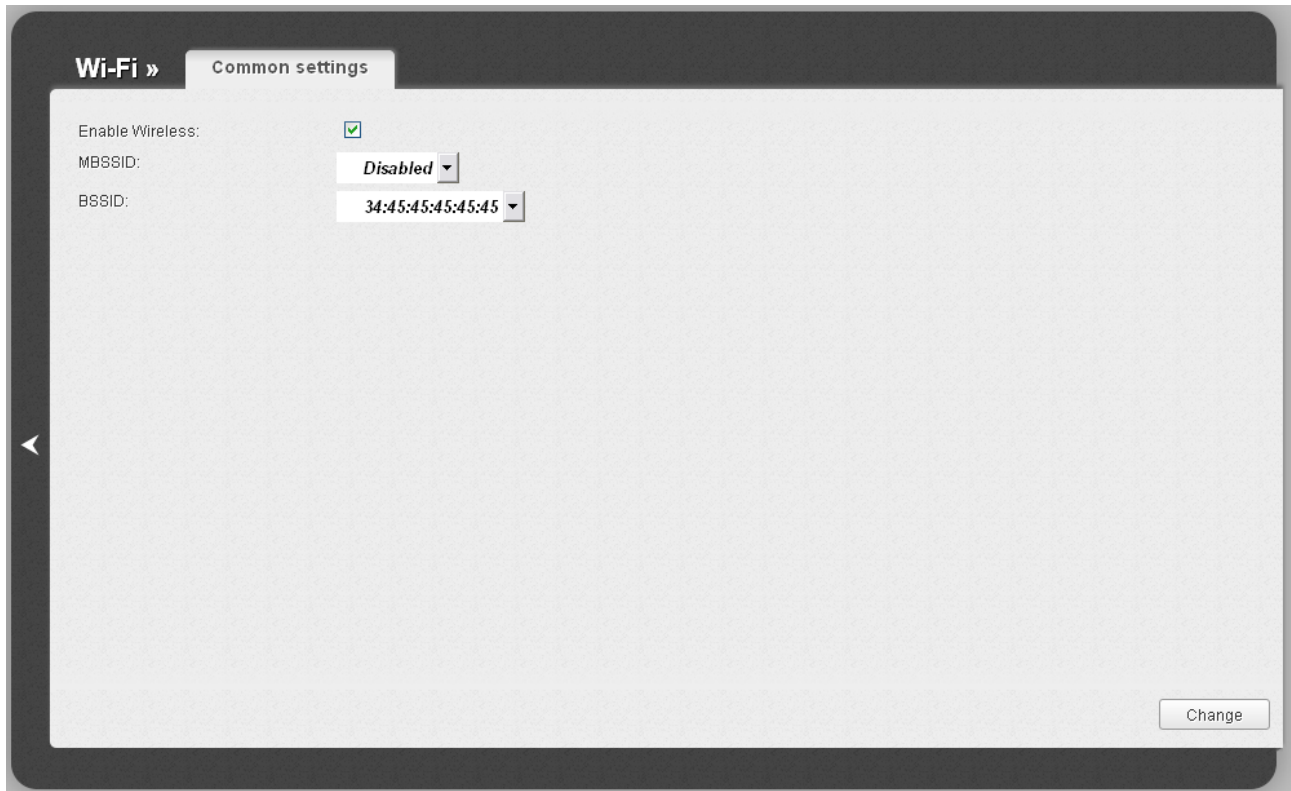 Wi-Fi » Common settings
Enable Wireless:
MBSSID: Disabled
BSSID: 34:45:45:45:45:45
Change